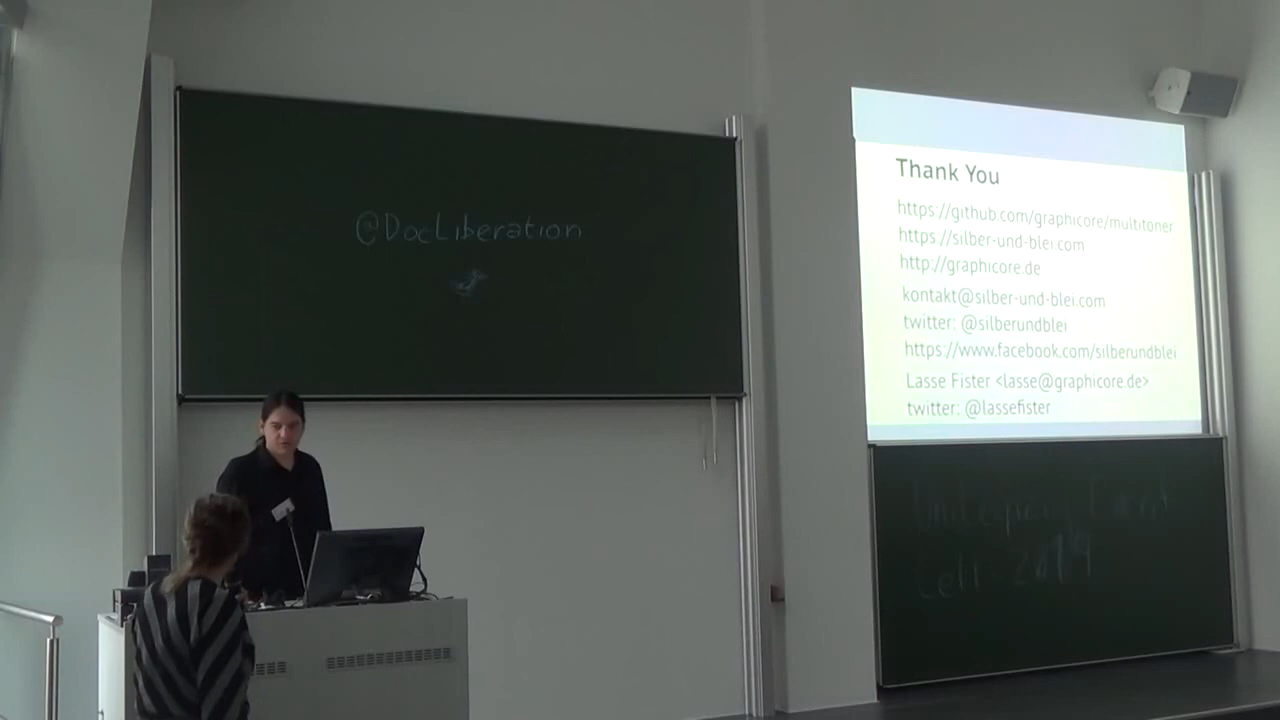 @DocLiberation
Thank You
https://github.com/graphicore/multitoner
https://silber-und-blei.com
http://graphicore.de
kontakt@silber-und-blei.com
twitter: @silberundblei
https://www.facebook.com/silberundblei
Lasse Fister <lasse@graphicore.de>
twitter: @lassefister
2014